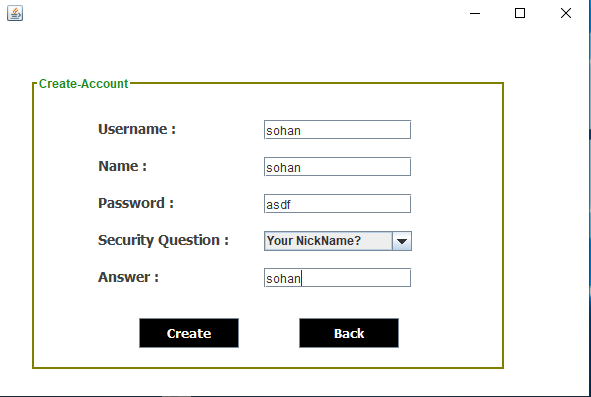 Create-Account
Username : sohan
Name : sohan
Password : asdf
Security Question : Your NickName?
Answer : sohan
Create Back